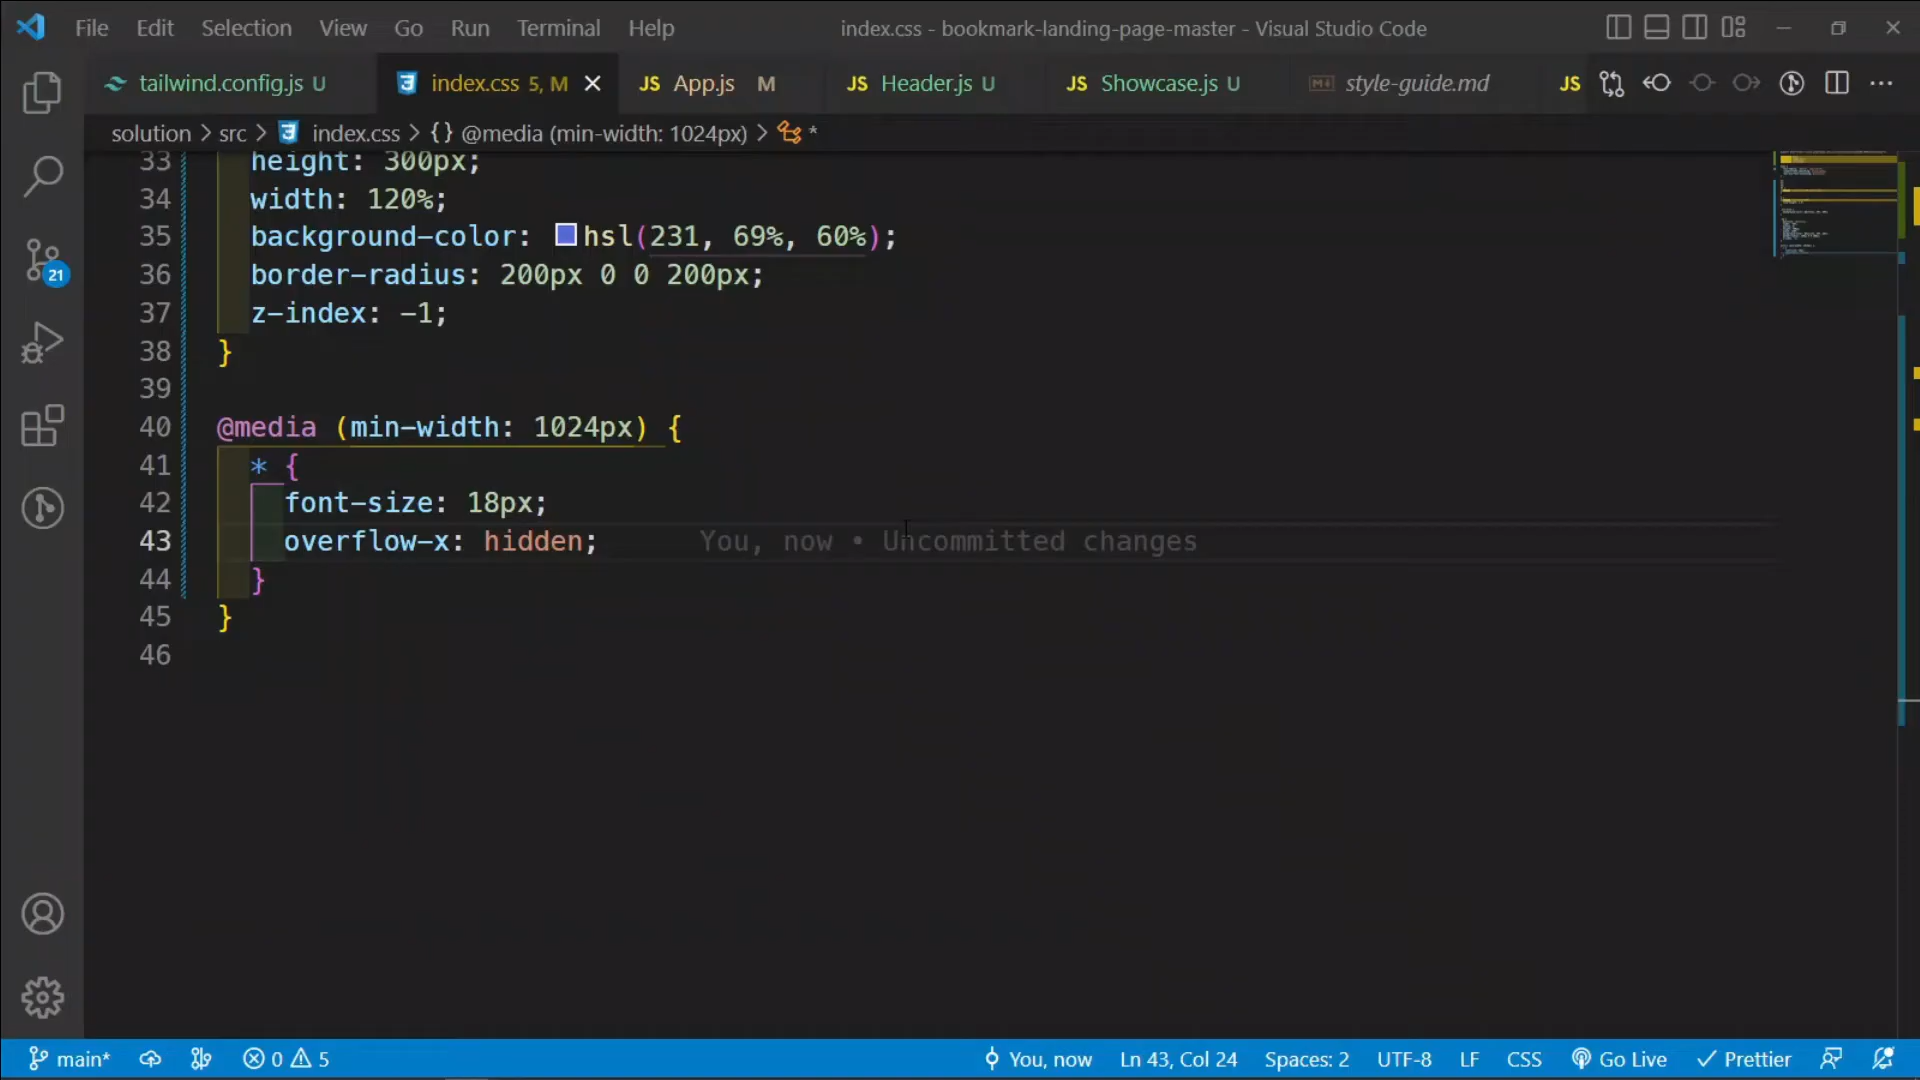 File Edit Selection View Go Run Terminal Help index.css - bookmark-landing-page-master - Visual Studio Code
tailwind.config.js U index.css 5, M JS App.js M JS Header.js U JS Showcase.js U style-guide.md JS
solution > src > index.css > {} @media (min-width: 1024px) > *
33 height: 300px;
34 width: 120%;
35 background-color: hsl(231, 69%, 60%);
36 border-radius: 200px 0 0 200px;
37 z-index: -1;
38 }
39
40 @media (min-width: 1024px) {
41 * {
42 font-size: 18px;
43 overflow-x: hidden; You, now • Uncommitted changes
44 }
45 }
46
21
main* 0 5 You, now Ln 43, Col 24 Spaces: 2 UTF-8 LF CSS Go Live Prettier